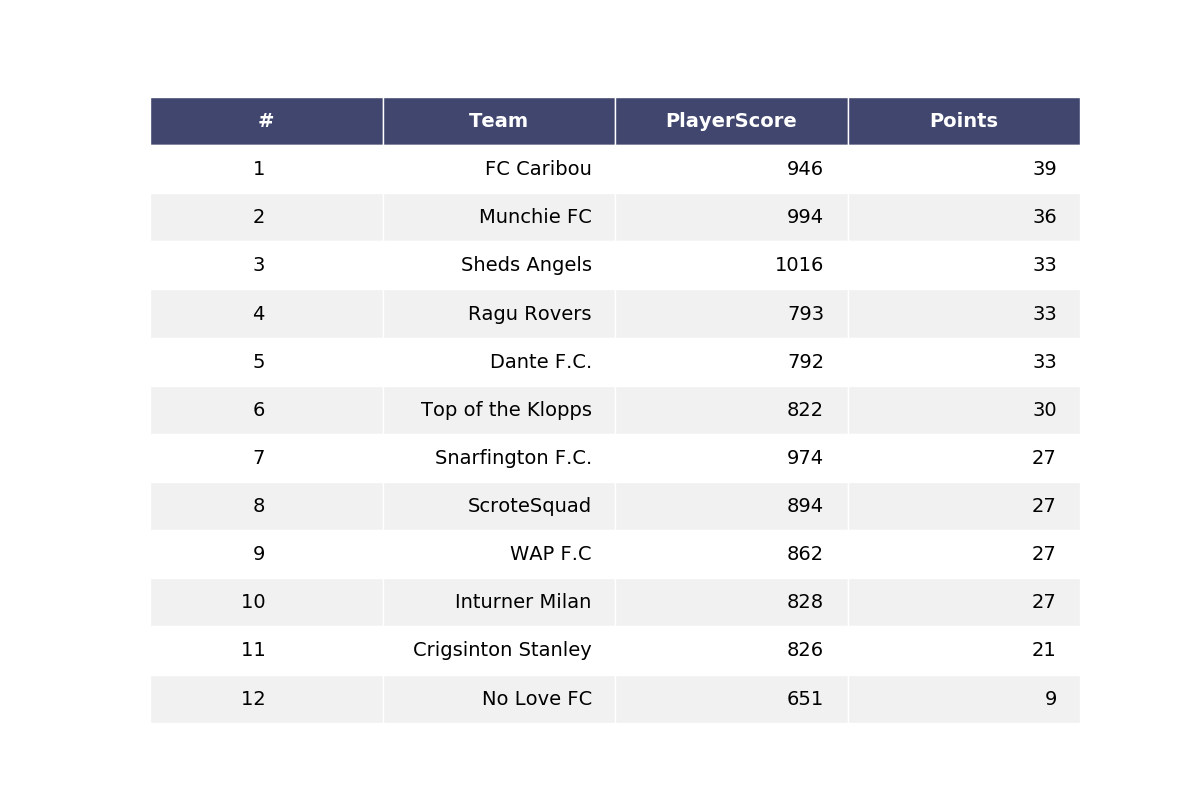 # Team PlayerScore Points
1 FC Caribou 946 39
2 Munchie FC 994 36
3 Sheds Angels 1016 33
4 Ragu Rovers 793 33
5 Dante F.C. 792 33
6 Top of the Klopps 822 30
7 Snarfington F.C. 974 27
8 ScroteSquad 894 27
9 WAP F.C 862 27
10 Inturner Milan 828 27
11 Crigsinton Stanley 826 21
12 No Love FC 651 9